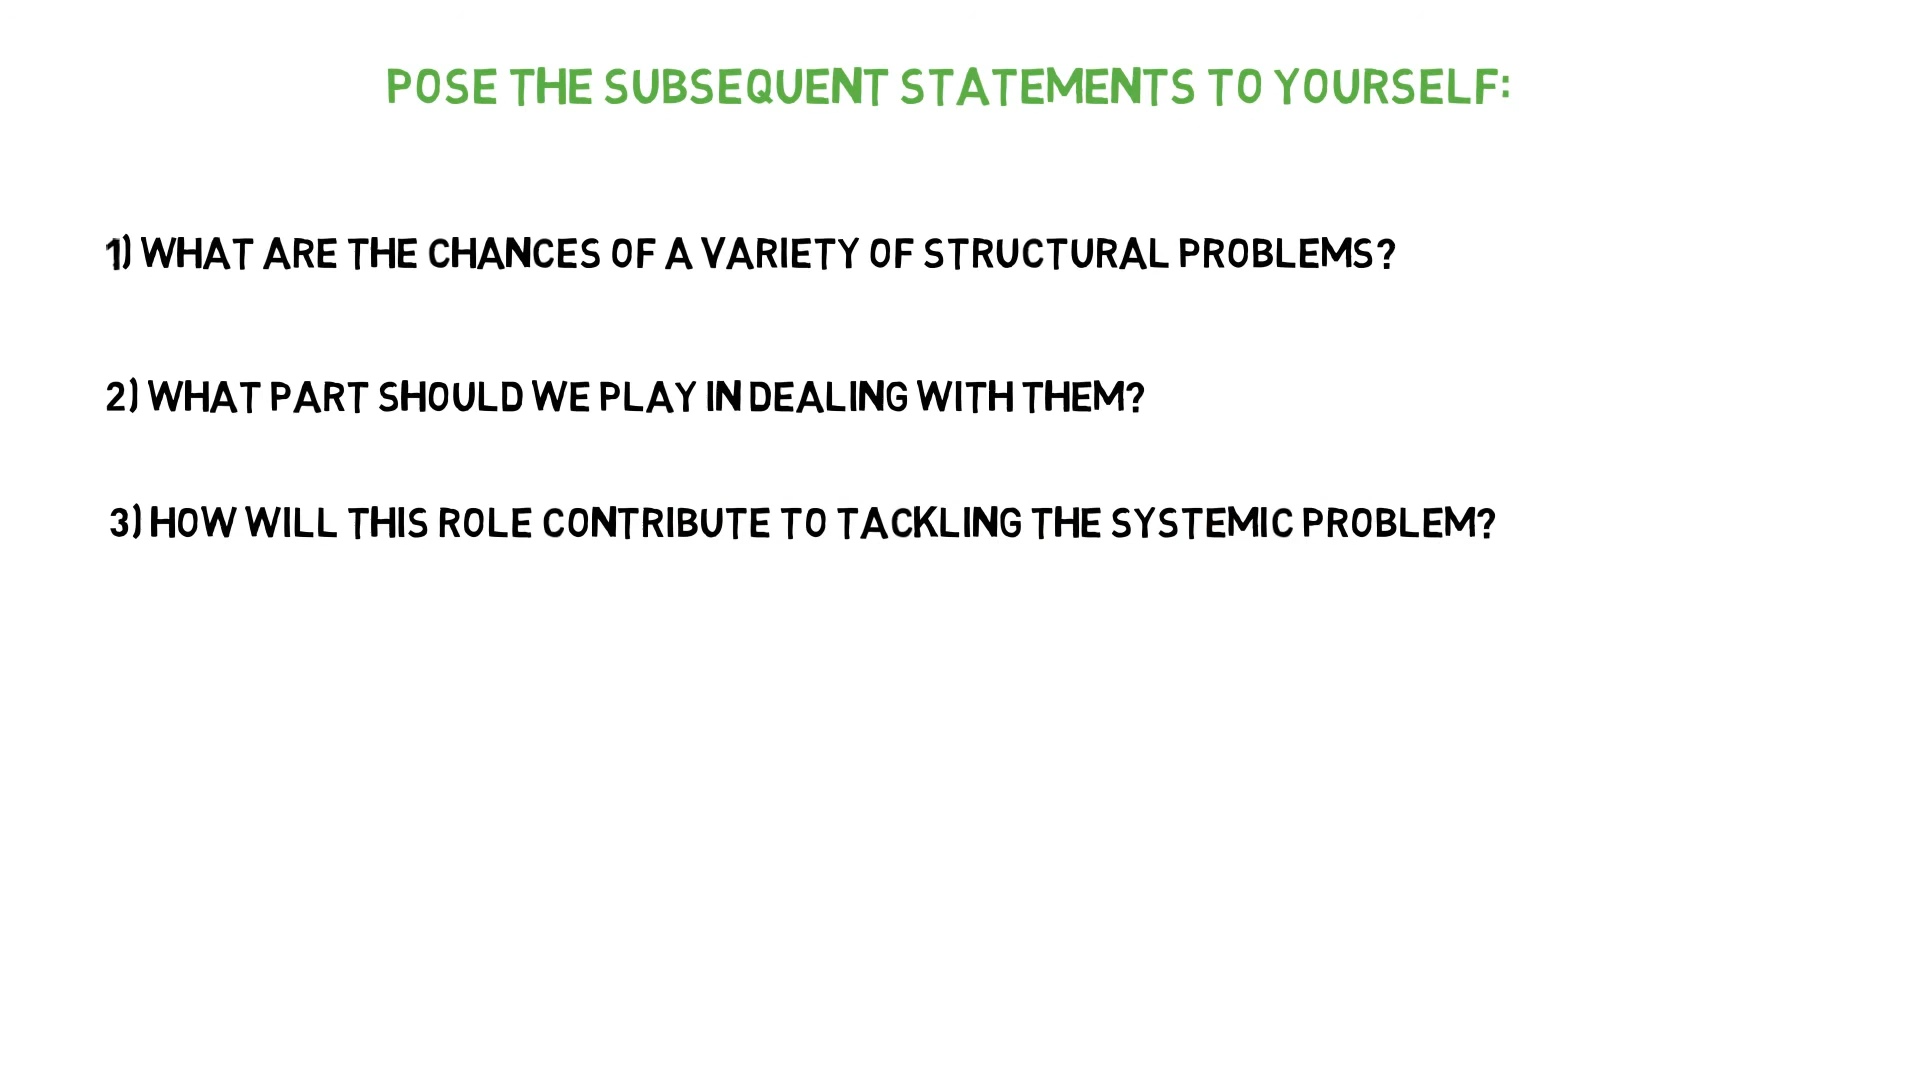 POSE THE SUBSEQUENT STATEMENTS TO YOURSELF:
1) WHAT ARE THE CHANCES OF A VARIETY OF STRUCTURAL PROBLEMS?
2) WHAT PART SHOULD WE PLAY IN DEALING WITH THEM?
3) HOW WILL THIS ROLE CONTRIBUTE TO TACKLING THE SYSTEMIC PROBLEM?